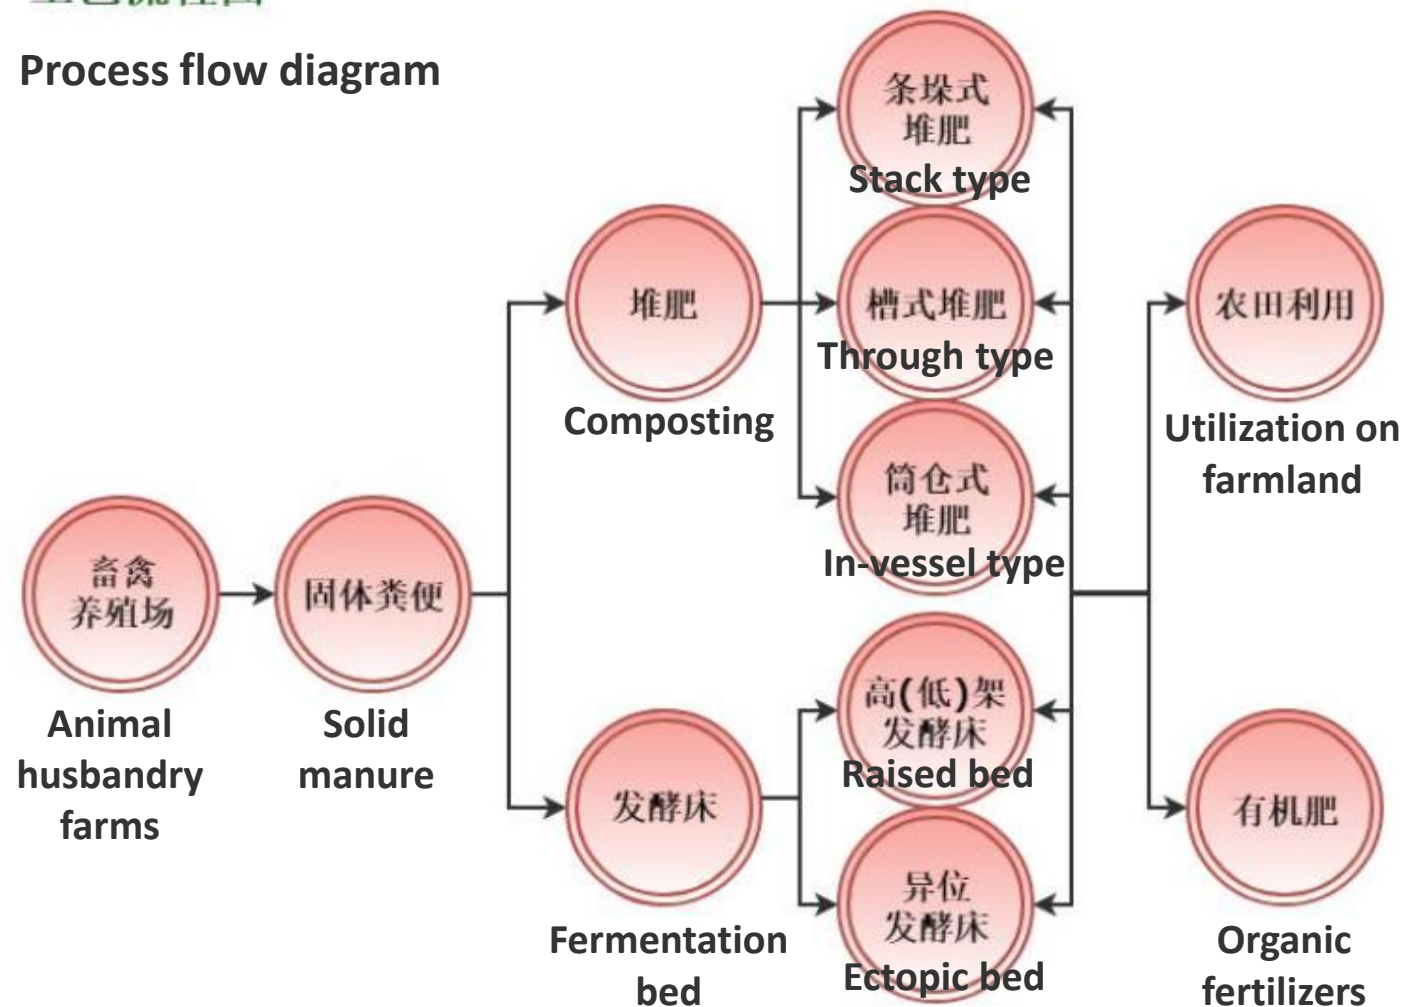 Process flow diagram
条垛式
堆肥
Stack type
堆肥
Composting
槽式堆肥
Through type
农田利用
Utilization on
farmland
筒仓式
堆肥
In-vessel type
畜禽
养殖场
Animal
husbandry
farms
固体粪便
Solid
manure
高(低)架
发酵床
Raised bed
发酵床
Fermentation
bed
异位
发酵床
Ectopic bed
有机肥
Organic
fertilizers